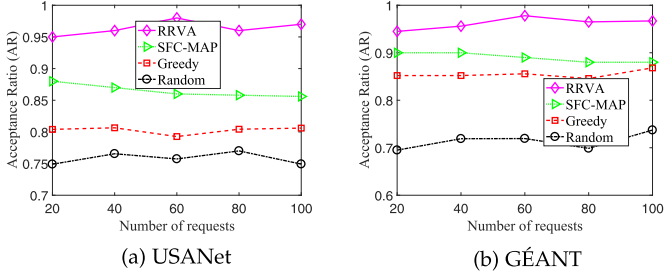 1
0.95
0.9
0.85
0.8
0.75
0.7
Acceptance Ratio (AR)
RRVA
SFC-MAP
Greedy
Random
20 40 60 80 100
Number of requests
(a) USANet
1
0.9
0.8
0.7
0.6
Acceptance Ratio (AR)
RRVA
SFC-MAP
Greedy
Random
20 40 60 80 100
Number of requests
(b) GÉANT